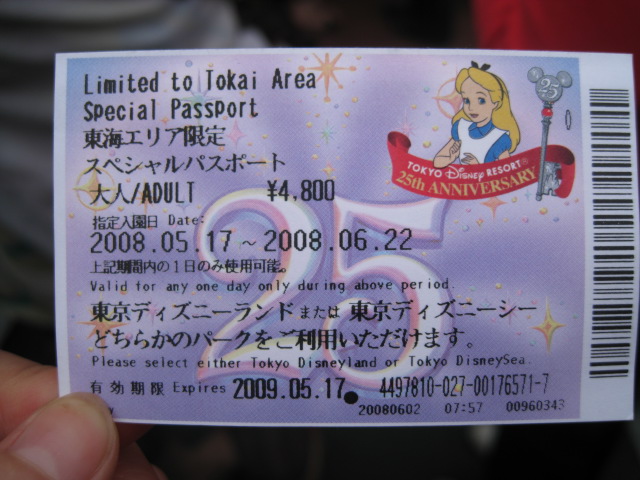 Limited to Tokai Area
Special Passport
東海エリア限定
スペシャルパスポート
大人/ADULT ¥4,800
指定入園日 Date:
2008.05.17 ~ 2008.06.22
上記期間内の1日のみ使用可能。
Valid for any one day only during above period.
東京ディズニーランド または 東京ディズニーシー
どちらかのパークをご利用いただけます。
Please select either Tokyo Disneyland or Tokyo DisneySea.
有効期限 Expires 2009.05.17 4497810-027-00176571-7
20080602 07:57 00960343
TOKYO Disney RESORT®
25th ANNIVERSARY
25
25